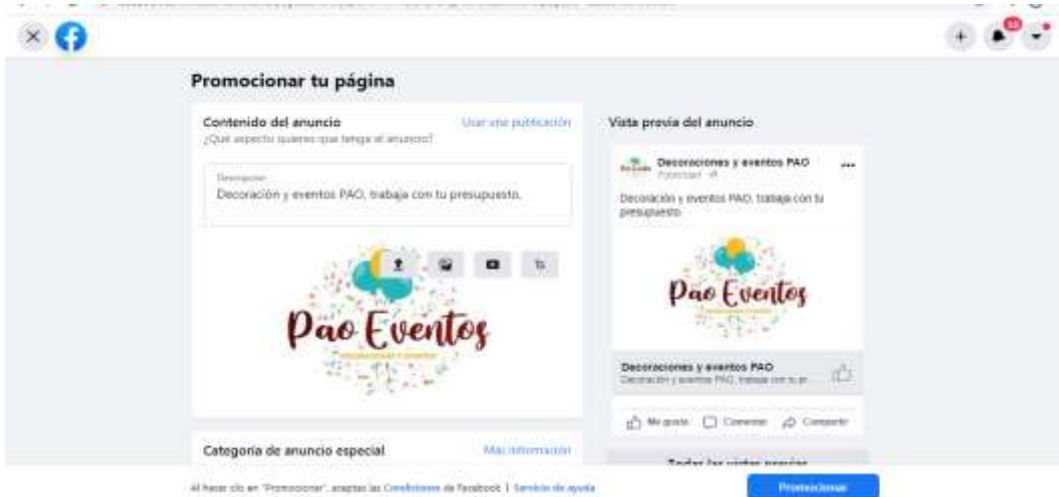 Promocionar tu página
Contenido del anuncio
Usar una publicación
¿Qué aspecto quieres que tenga el anuncio?
Descripción
Decoración y eventos PAO, trabaja con tu presupuesto.
Pao Eventos
Categoría de anuncio especial
Más información
Vista previa del anuncio
Decoraciones y eventos PAO
Publicidad
Decoración y eventos PAO, trabaja con tu
presupuesto.
Pao Eventos
Decoraciones y eventos PAO
Decoración y eventos PAO, trabaja con tu pr...
Me gusta Comentar Compartir
Todas las vistas previas
Al hacer clic en "Promocionar", aceptas las Condiciones de Facebook | Servicio de ayuda
Promocionar